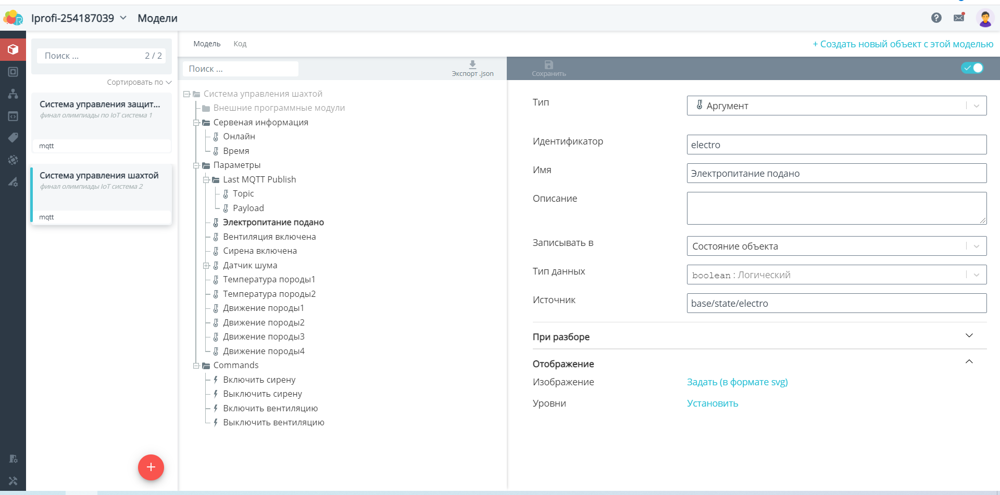 Iprofi-254187039 Модели
Поиск ... 2 / 2
Сортировать по
Система управления защит...
финал олимпиады по IoT система 1
mqtt
Система управления шахтой
финал олимпиады IoT система 2
mqtt
Модель Код
+ Создать новый объект с этой моделью
Поиск ...
Экспорт .json
Сохранить
Система управления шахтой
Внешние программные модули
Сервеная информация
Онлайн
Время
Параметры
Last MQTT Publish
Topic
Payload
Электропитание подано
Вентиляция включена
Сирена включена
Датчик шума
Температура породы1
Температура породы2
Движение породы1
Движение породы2
Движение породы3
Движение породы4
Commands
Включить сирену
Выключить сирену
Включить вентиляцию
Выключить вентиляцию
Тип Аргумент
Идентификатор electro
Имя Электропитание подано
Описание
Записывать в Состояние объекта
Тип данных boolean : Логический
Источник base/state/electro
При разборе
Отображение
Изображение Задать (в формате svg)
Уровни Установить